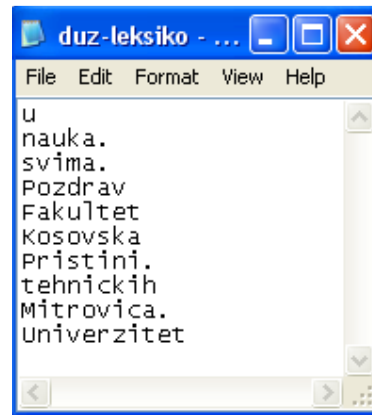 duz-leksiko - ...
File Edit Format View Help
u
nauka.
svima.
Pozdrav
Fakultet
Kosovska
Pristini.
tehnickih
Mitrovica.
Univerzitet